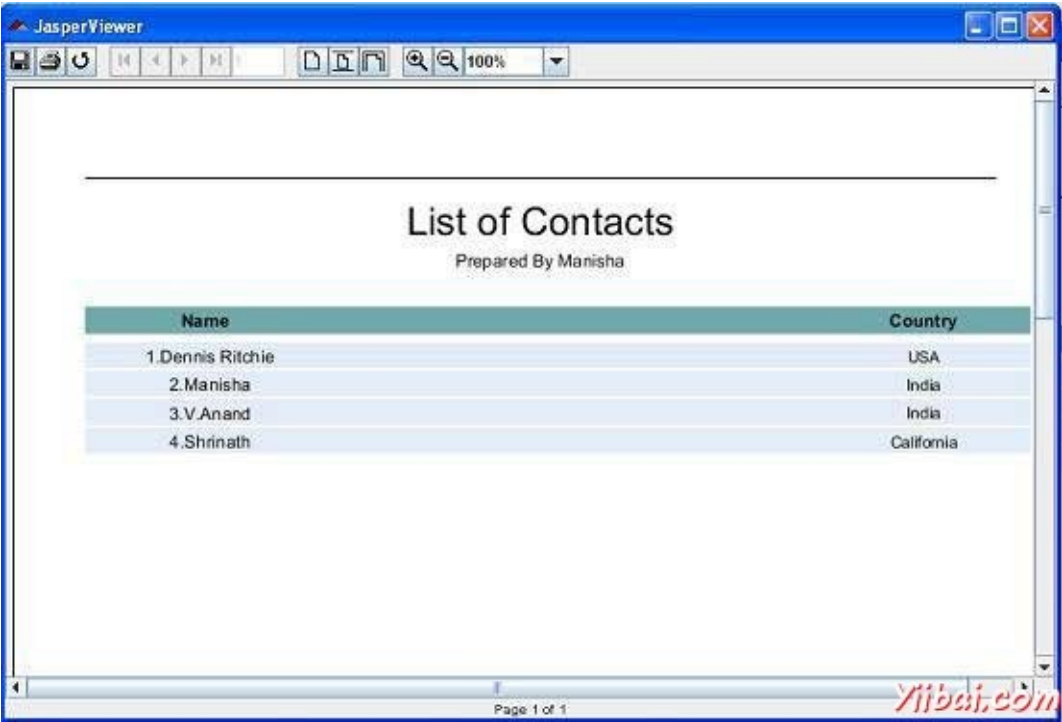 JasperViewer
100%
List of Contacts
Prepared By Manisha
Name Country
1.Dennis Ritchie USA
2.Manisha India
3.V.Anand India
4.Shrinath California
Page 1 of 1
Yiibai.com